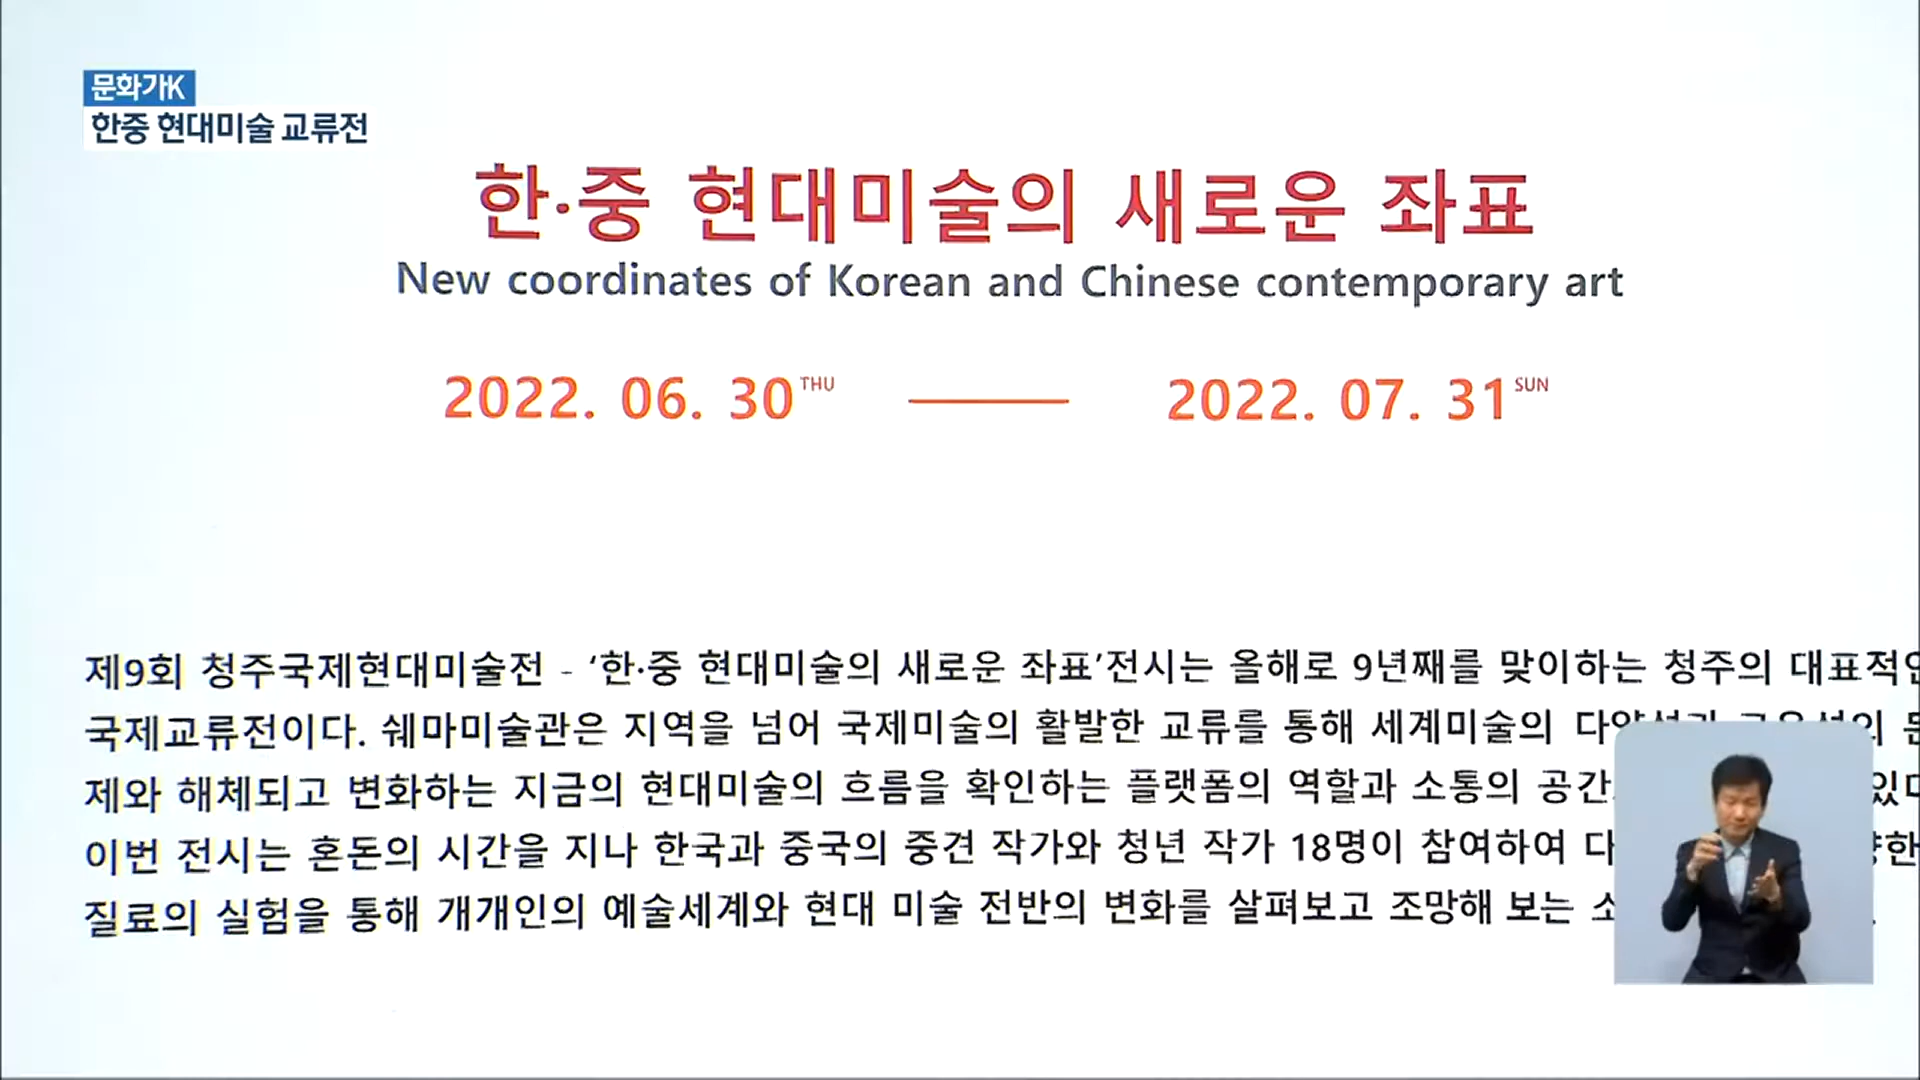 문화가K
한중 현대미술 교류전
한·중 현대미술의 새로운 좌표
New coordinates of Korean and Chinese contemporary art
2022. 06. 30 THU
2022. 07. 31 SUN
제9회 청주국제현대미술전 - ‘한·중 현대미술의 새로운 좌표’전시는 올해로 9년째를 맞이하는 청주의
국제교류전이다. 쉐마미술관은 지역을 넘어 국제미술의 활발한 교류를 통해 세계미술의
제와 해체되고 변화하는 지금의 현대미술의 흐름을 확인하는 플랫폼의 역할과 소통의
이번 전시는 혼돈의 시간을 지나 한국과 중국의 중견 작가와 청년 작가 18명이 참여하여
질료의 실험을 통해 개개인의 예술세계와 현대 미술 전반의 변화를 살펴보고 조망해 보는